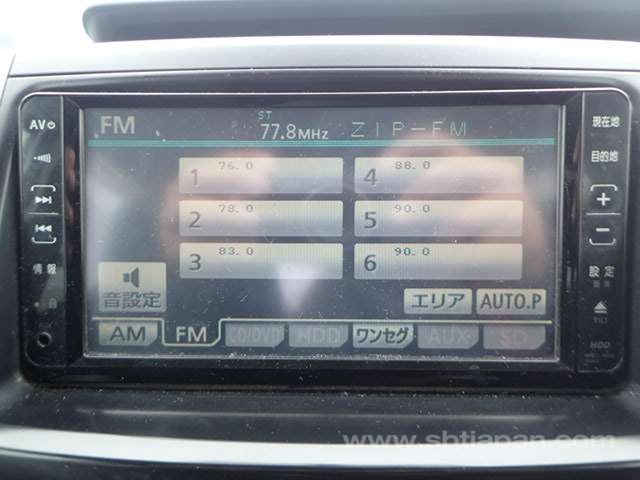 AV
FM
ST
77.8MHz ZIP-FM
現在地
目的地
1 76.0
4 88.0
2 78.0
5 90.0
3 83.0
6 90.0
情報
設定
音設定
エリア AUTO.P
AM FM CD/DVD HDD ワンセグ AUX SD
HDD
www.sbtjapan.com